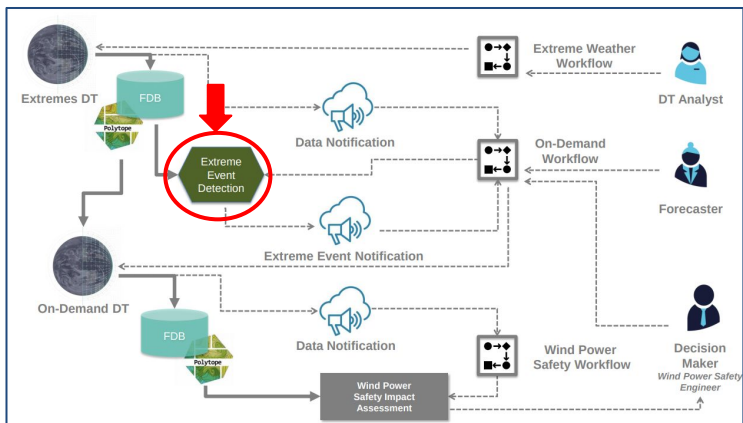 Extreme Weather
Workflow
Extremes DT
FDB
DT Analyst
Polytope
Data Notification
On-Demand
Workflow
Extreme
Event
Detection
Forecaster
Extreme Event Notification
On-Demand DT
FDB
Data Notification
Polytope
Wind Power
Safety Workflow
Decision
Maker
Wind Power Safety
Engineer
Wind Power
Safety Impact
Assessment